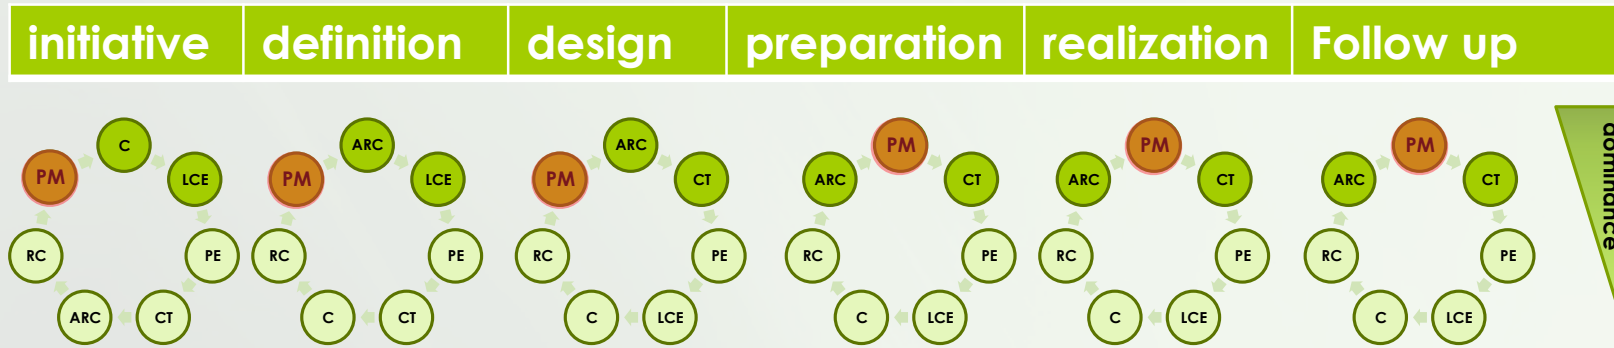 initiative definition design preparation realization Follow up
C ARC ARC PM PM PM
PM LCE PM LCE PM CT ARC CT ARC CT ARC CT
RC PE RC PE RC PE RC PE RC PE RC PE
ARC CT C CT C LCE C LCE C LCE C LCE
dominance